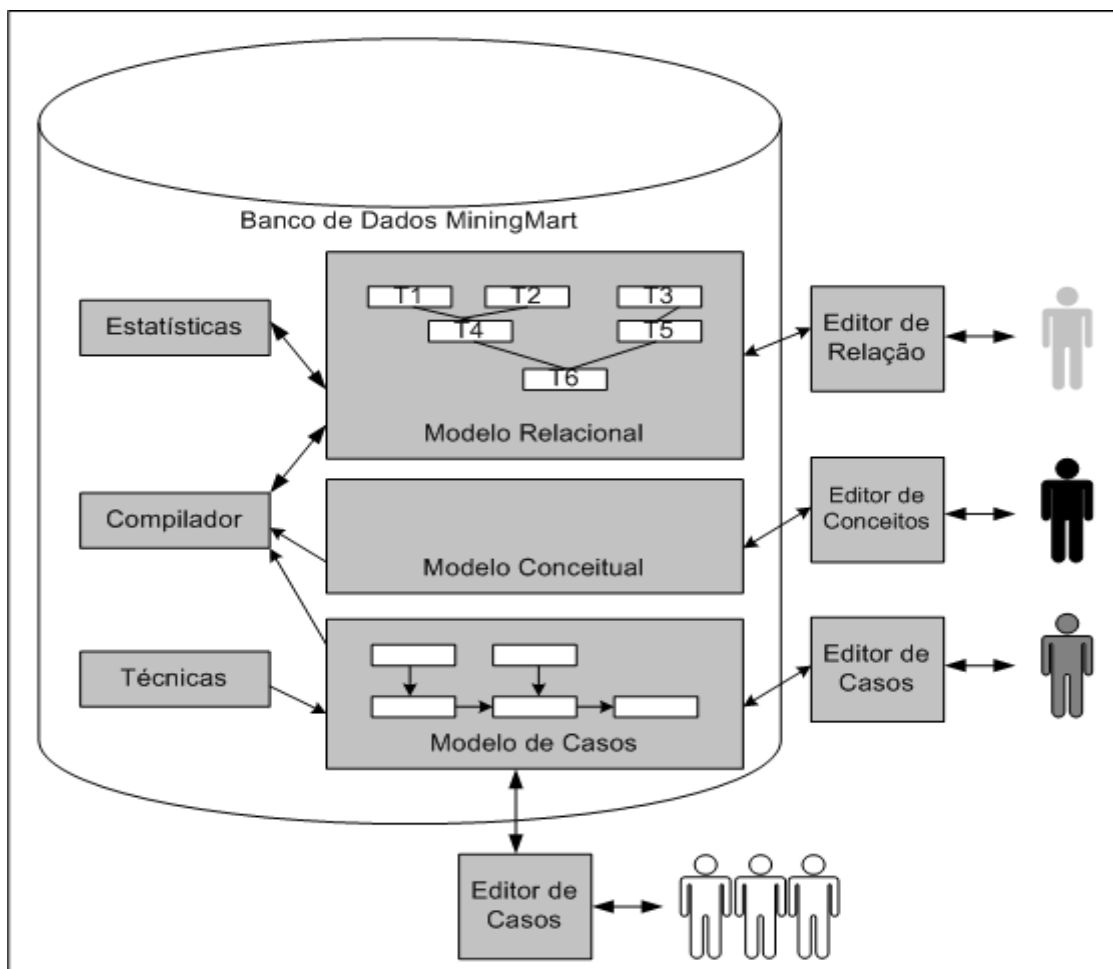 Banco de Dados MiningMart
Estatísticas
T1
T2
T3
T4
T5
T6
Modelo Relacional
Editor de
Relação
Compilador
Modelo Conceitual
Editor de
Conceitos
Técnicas
Modelo de Casos
Editor de
Casos
Editor de
Casos